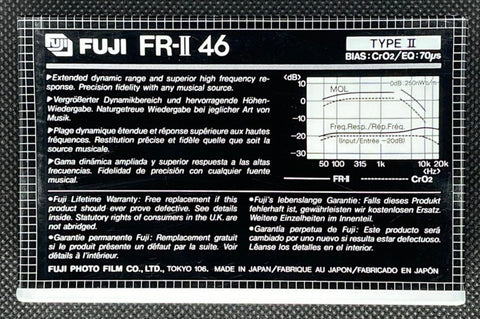 FUJI FUJI FR-II 46
TYPE II
BIAS:CrO2/EQ:70μs
▶Extended dynamic range and superior high frequency re-
sponse. Precision fidelity with any musical source.
▶Vergrößerter Dynamikbereich und hervorragende Höhen-
Wiedergabe. Naturgetreue Wiedergabe bei jeglicher Art von
Musik.
▶Plage dynamique étendue et réponse supérieure aux hautes
fréquences. Restitution précise et fidèle quelle que soit la
source musicale.
▶Gama dinámica ampliada y superior respuesta a las altas
frecuencias. Fidelidad de precisión con cualquier fuente
musical.
(dB)
+10
0
-10
-20
-30
MOL
0dB:250nWb/m
Freq.Resp./Rép.Fréq.
(Input/Entrée -20dB)
50 100 315 1k 10k 20k
(Hz)
FR-II CrO2
•Fuji Lifetime Warranty: Free replacement if this
product should ever prove defective. See details
inside. Statutory rights of consumers in the U.K. are
not abridged.
•Garantie permanente Fuji: Remplacement gratuit
si le produit présente un défaut par la suite. Voir
détails à l'intérieur.
•Fuji's lebenslange Garantie: Falls dieses Produkt
fehlerhaft ist, gewährleisten wir kostenlosen Ersatz.
Weitere Einzelheiten im Innenteil.
•Garantía perpetua de Fuji: Este producto será
cambiado por uno nuevo si resulta estar defectuoso.
Léanse los detalles en el interior.
FUJI PHOTO FILM CO., LTD., TOKYO 106. MADE IN JAPAN/FABRIQUE AU JAPON/FABRICADO EN JAPÓN